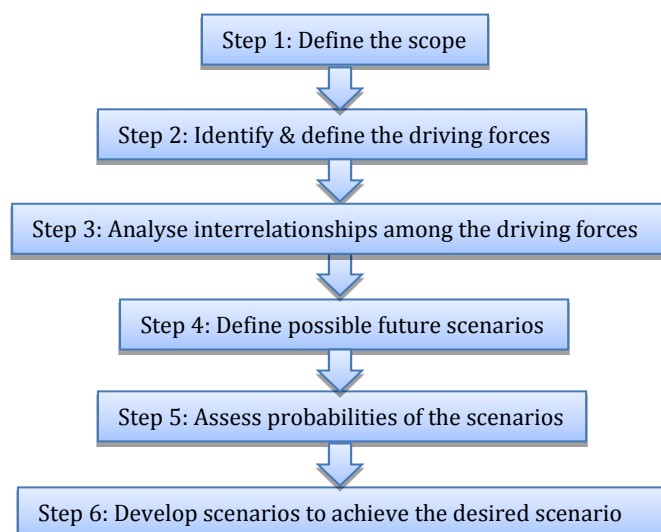 Step 1: Define the scope
Step 2: Identify & define the driving forces
Step 3: Analyse interrelationships among the driving forces
Step 4: Define possible future scenarios
Step 5: Assess probabilities of the scenarios
Step 6: Develop scenarios to achieve the desired scenario